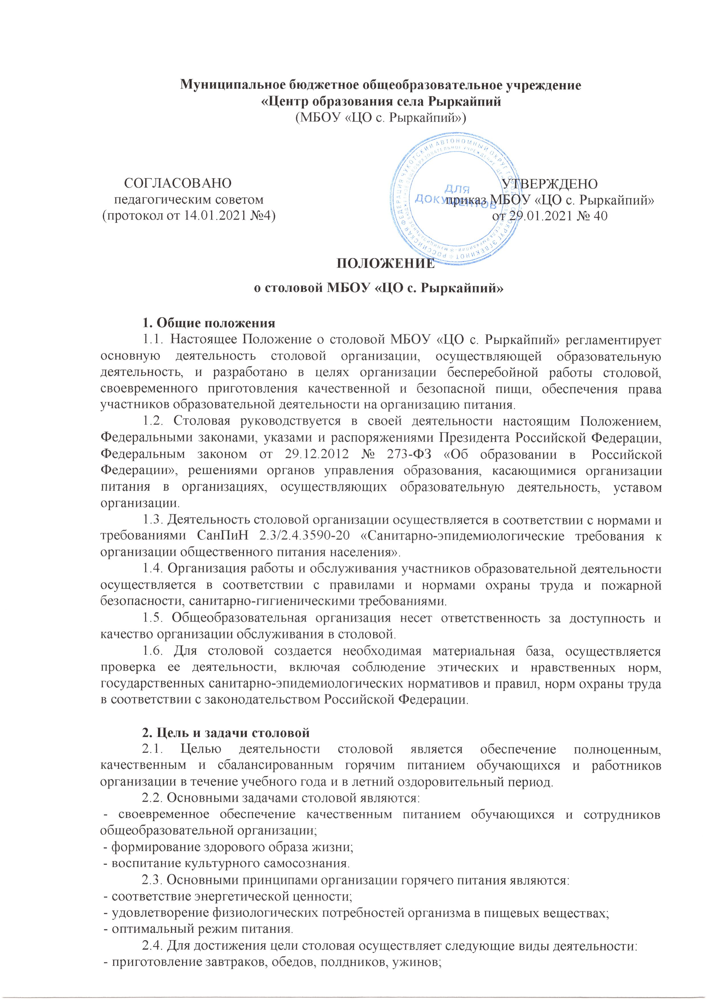 Муниципальное бюджетное общеобразовательное учреждение
«Центр образования села Рыркайпий
(МБОУ «ЦО с. Рыркайпий»)
СОГЛАСОВАНО
педагогическим советом
(протокол от 14.01.2021 №4)
УТВЕРЖДЕНО
приказ МБОУ «ЦО с. Рыркайпий»
от 29.01.2021 № 40
РОССИЙСКАЯ ФЕДЕРАЦИЯ ЧУКОТСКИЙ АВТОНОМНЫЙ ОКРУГ ГОРОДСКОЙ ОКРУГ ЭГВЕКИНОТ
ДЛЯ
ДОКУМЕНТОВ
ПОЛОЖЕНИЕ
о столовой МБОУ «ЦО с. Рыркайпий»
1. Общие положения
1.1. Настоящее Положение о столовой МБОУ «ЦО с. Рыркайпий» регламентирует
основную деятельность столовой организации, осуществляющей образовательную
деятельность, и разработано в целях организации бесперебойной работы столовой,
своевременного приготовления качественной и безопасной пищи, обеспечения права
участников образовательной деятельности на организацию питания.
1.2. Столовая руководствуется в своей деятельности настоящим Положением,
Федеральными законами, указами и распоряжениями Президента Российской Федерации,
Федеральным законом от 29.12.2012 № 273-ФЗ «Об образовании в Российской
Федерации», решениями органов управления образования, касающимися организации
питания в организациях, осуществляющих образовательную деятельность, уставом
организации.
1.3. Деятельность столовой организации осуществляется в соответствии с нормами и
требованиями СанПиН 2.3/2.4.3590-20 «Санитарно-эпидемиологические требования к
организации общественного питания населения».
1.4. Организация работы и обслуживания участников образовательной деятельности
осуществляется в соответствии с правилами и нормами охраны труда и пожарной
безопасности, санитарно-гигиеническими требованиями.
1.5. Общеобразовательная организация несет ответственность за доступность и
качество организации обслуживания в столовой.
1.6. Для столовой создается необходимая материальная база, осуществляется
проверка ее деятельности, включая соблюдение этических и нравственных норм,
государственных санитарно-эпидемиологических нормативов и правил, норм охраны труда
в соответствии с законодательством Российской Федерации.
2. Цель и задачи столовой
2.1. Целью деятельности столовой является обеспечение полноценным,
качественным и сбалансированным горячим питанием обучающихся и работников
организации в течение учебного года и в летний оздоровительный период.
2.2. Основными задачами столовой являются:
- своевременное обеспечение качественным питанием обучающихся и сотрудников
общеобразовательной организации;
- формирование здорового образа жизни;
- воспитание культурного самосознания.
2.3. Основными принципами организации горячего питания являются:
- соответствие энергетической ценности;
- удовлетворение физиологических потребностей организма в пищевых веществах;
- оптимальный режим питания.
2.4. Для достижения цели столовая осуществляет следующие виды деятельности:
- приготовление завтраков, обедов, полдников, ужинов;